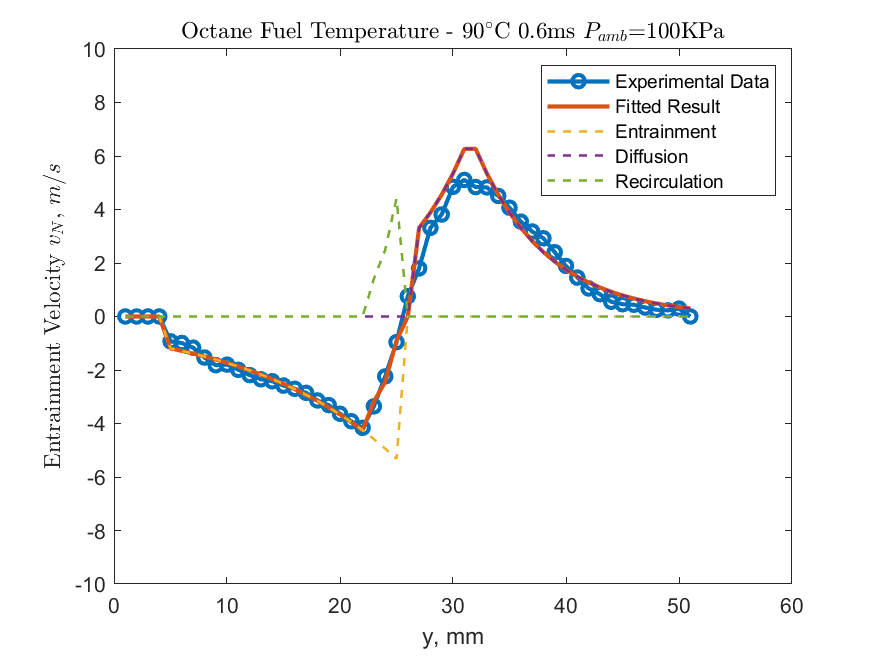 Octane Fuel Temperature - 90°C 0.6ms P_amb=100KPa
Experimental Data
Fitted Result
Entrainment
Diffusion
Recirculation
Entrainment Velocity v_N, m/s
10
8
6
4
2
0
-2
-4
-6
-8
-10
0 10 20 30 40 50 60
y, mm